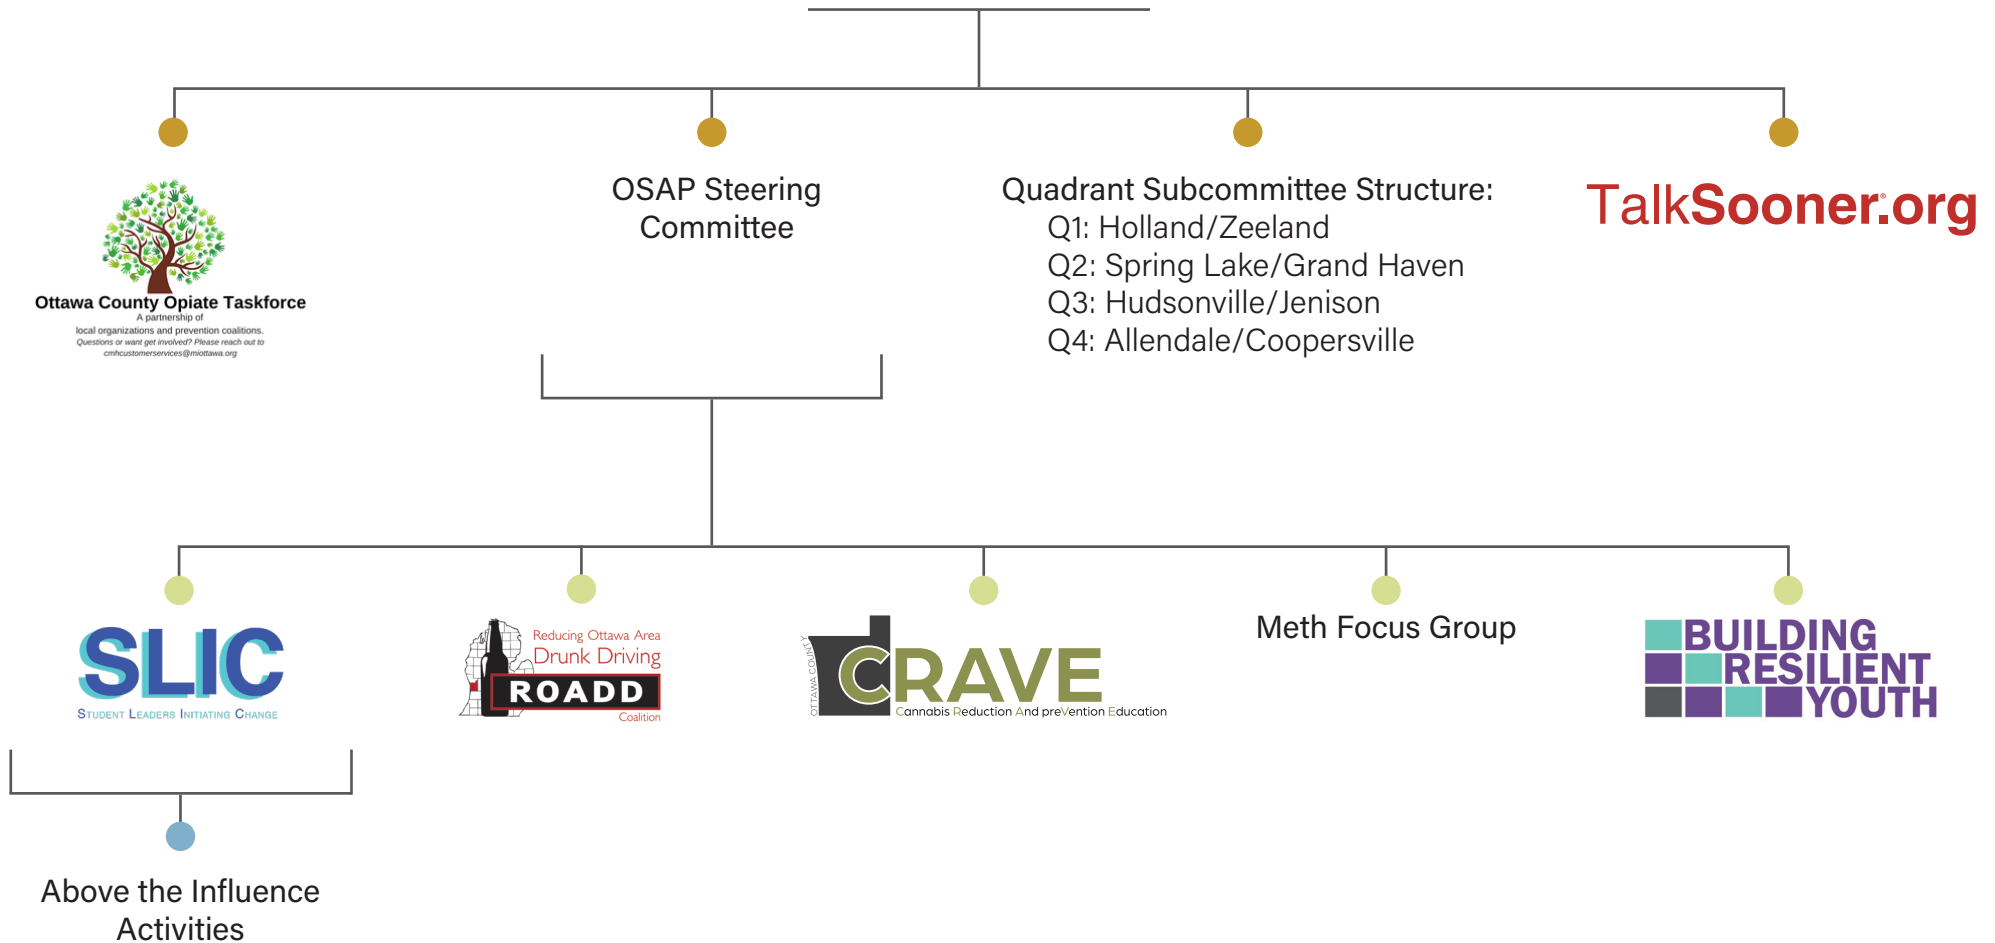 Ottawa County Opiate Taskforce
A partnership of
local organizations and prevention coalitions.
Questions or want get involved? Please reach out to
cmhcustomerservices@miottawa.org
OSAP Steering
Committee
Quadrant Subcommittee Structure:
Q1: Holland/Zeeland
Q2: Spring Lake/Grand Haven
Q3: Hudsonville/Jenison
Q4: Allendale/Coopersville
TalkSooner.org
SLIC
STUDENT LEADERS INITIATING CHANGE
Reducing Ottawa Area
Drunk Driving
ROADD
Coalition
OTTAWA COUNTY
CRAVE
Cannabis Reduction And preVention Education
Meth Focus Group
BUILDING
RESILIENT
YOUTH
Above the Influence
Activities